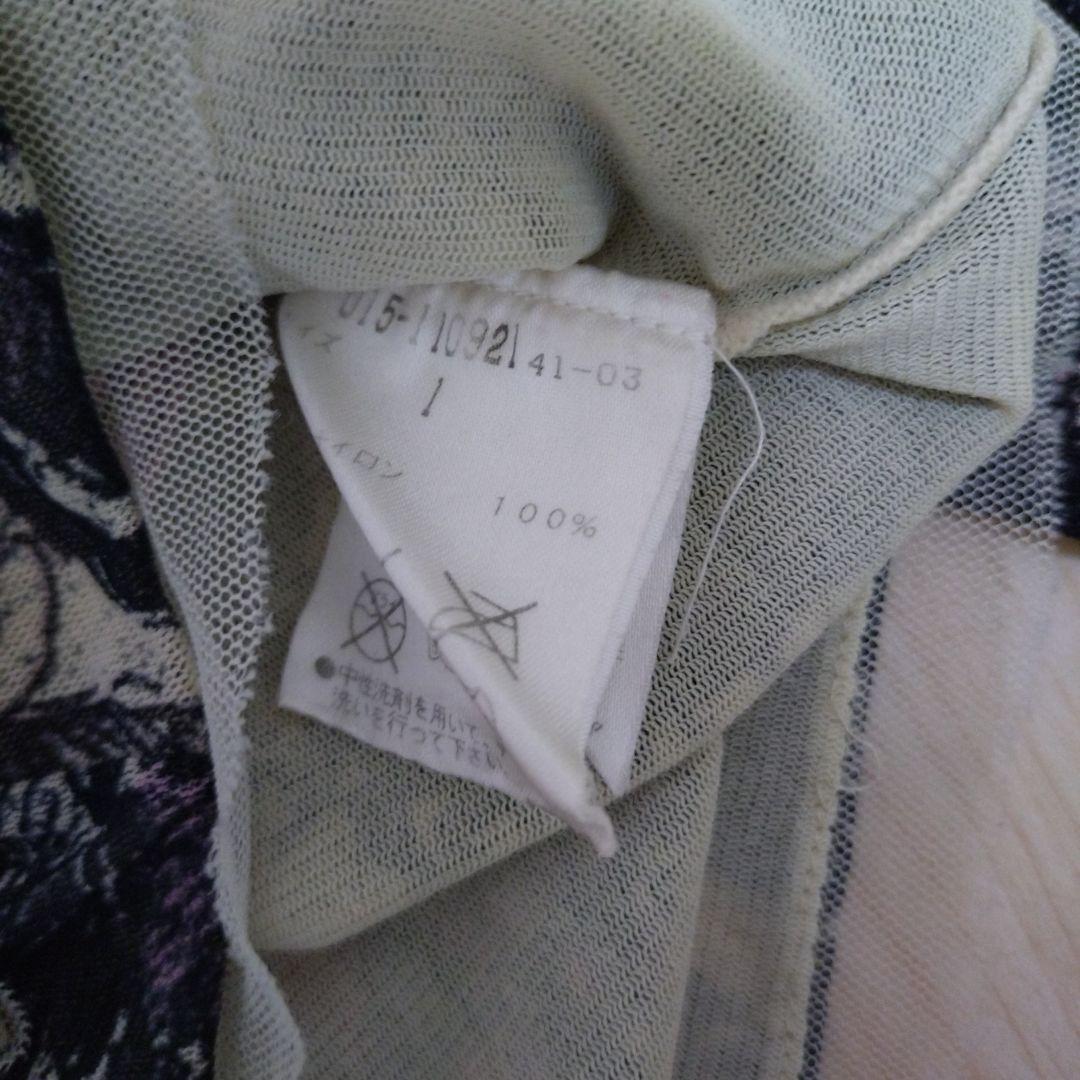 015-110921 41-03
イズ
1
イロン
100%
●中性洗剤を用いて
洗いを行って下さい